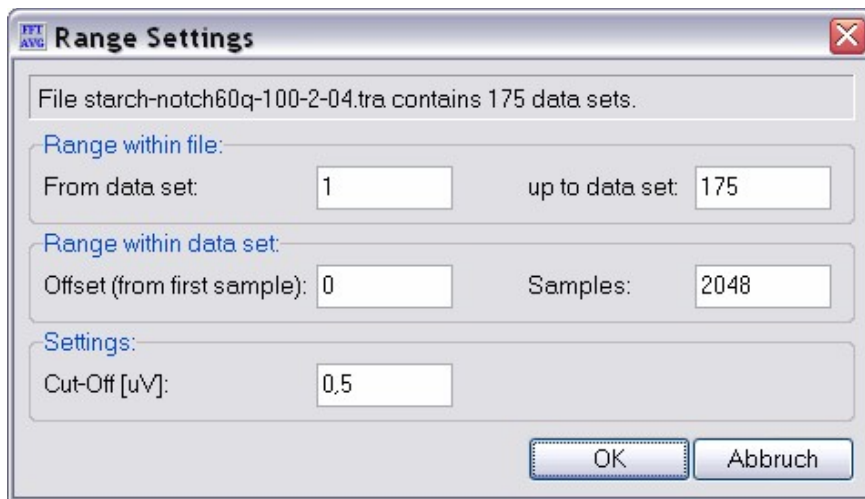 FFT
AVG
Range Settings
File starch-notch60q-100-2-04.tra contains 175 data sets.
Range within file:
From data set: 1 up to data set: 175
Range within data set:
Offset (from first sample): 0 Samples: 2048
Settings:
Cut-Off [uV]: 0,5
OK Abbruch